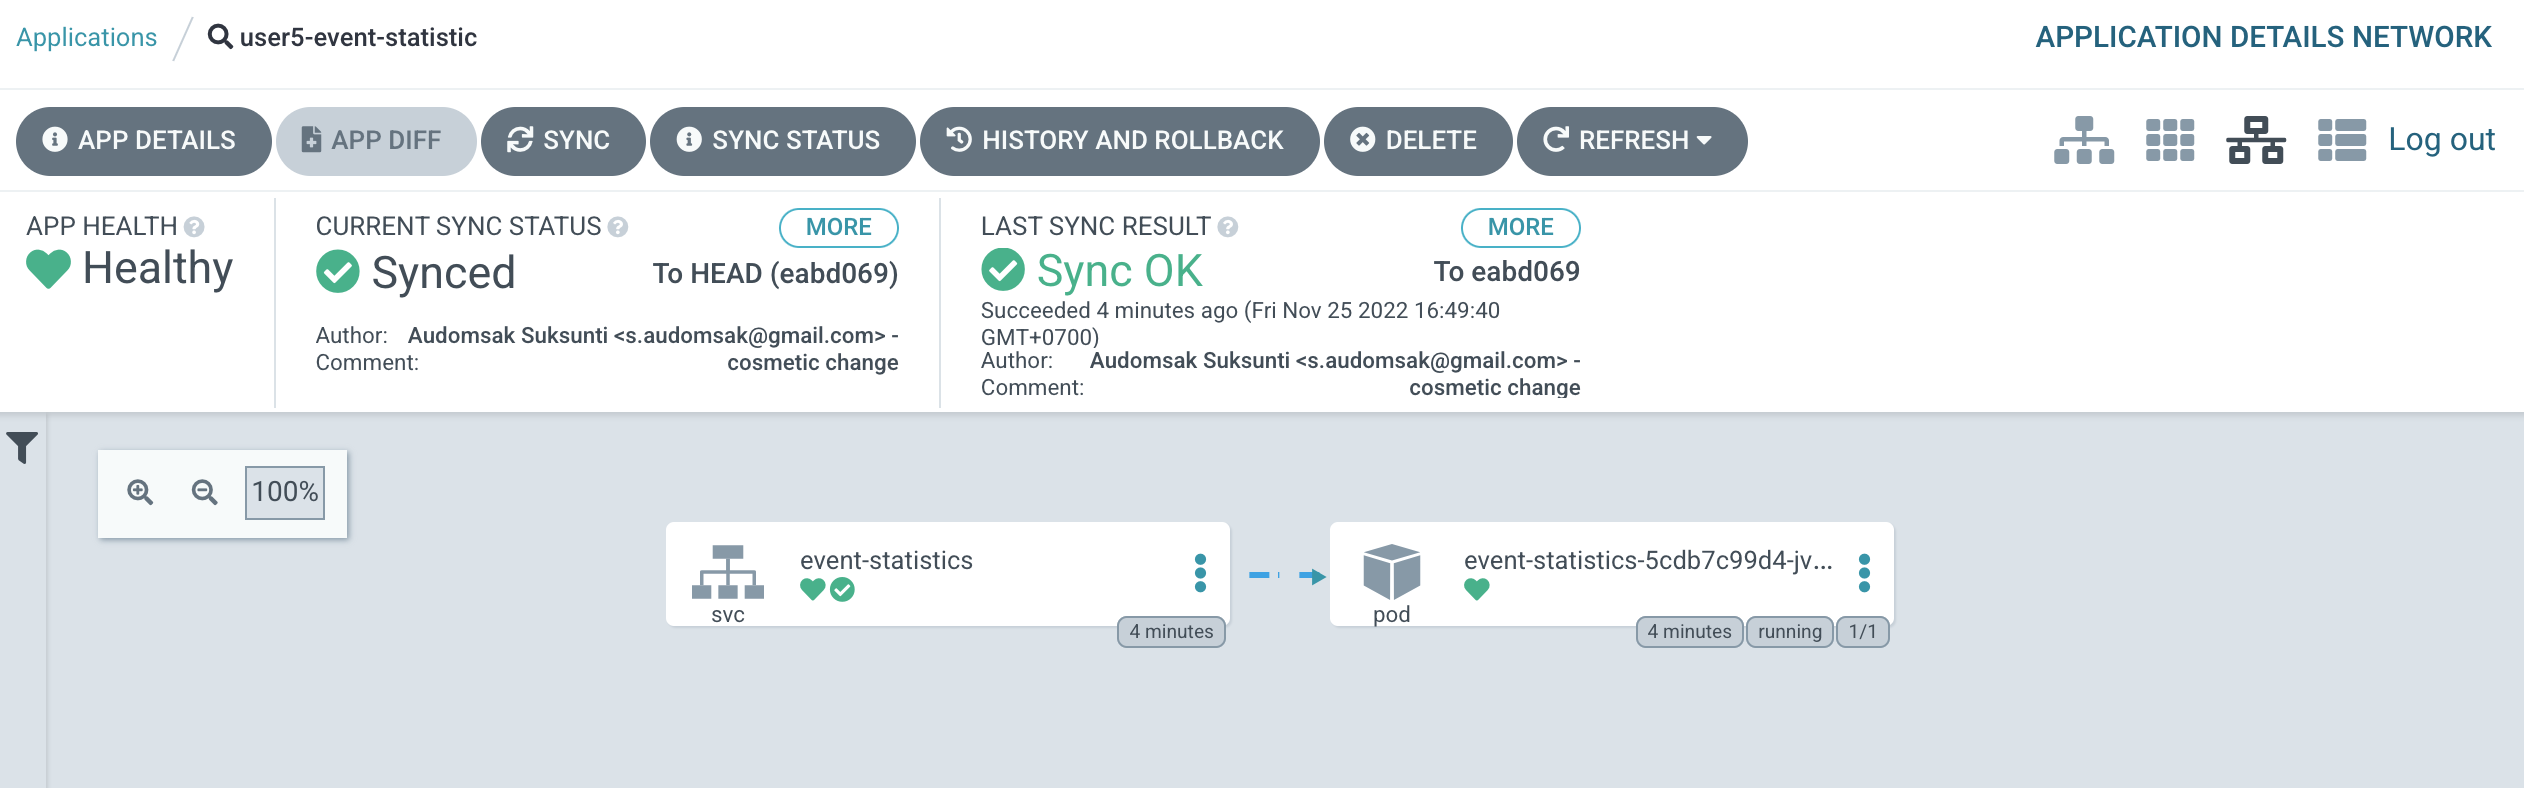 Applications / user5-event-statistic
APPLICATION DETAILS NETWORK
APP DETAILS
APP DIFF
SYNC
SYNC STATUS
HISTORY AND ROLLBACK
DELETE
REFRESH
Log out
APP HEALTH
Healthy
CURRENT SYNC STATUS
MORE
Synced
To HEAD (eabd069)
Author: Audomsak Suksunti <s.audomsak@gmail.com> -
Comment: cosmetic change
LAST SYNC RESULT
MORE
Sync OK
To eabd069
Succeeded 4 minutes ago (Fri Nov 25 2022 16:49:40
GMT+0700)
Author: Audomsak Suksunti <s.audomsak@gmail.com> -
Comment: cosmetic change
100%
event-statistics
svc
4 minutes
event-statistics-5cdb7c99d4-jv...
pod
4 minutes
running
1/1